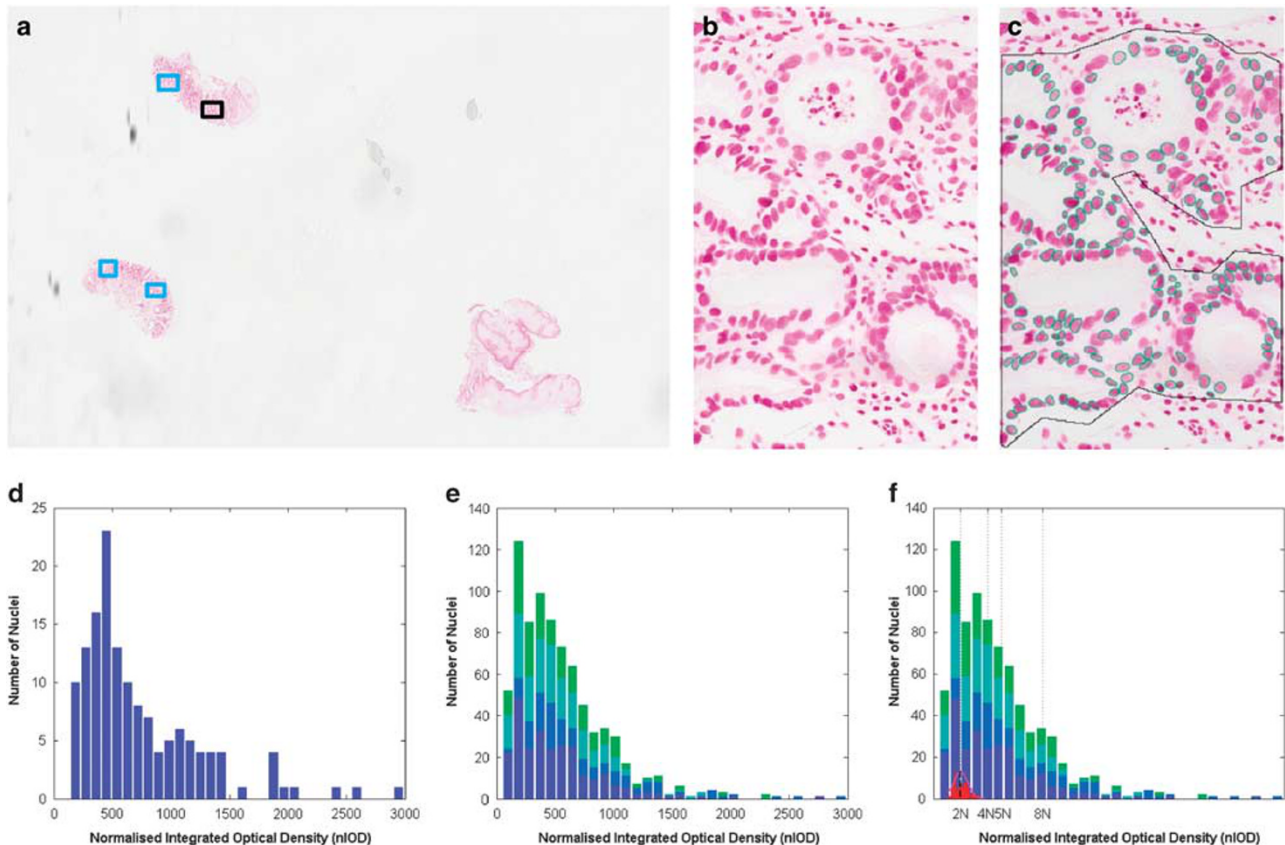 a
b
c
d
25
20
15
10
5
0
Number of Nuclei
0
500
1000
1500
2000
2500
3000
Normalised Integrated Optical Density (nIOD)
e
140
120
100
80
60
40
20
0
Number of Nuclei
0
500
1000
1500
2000
2500
3000
Normalised Integrated Optical Density (nIOD)
f
140
120
100
80
60
40
20
0
Number of Nuclei
2N
4N
5N
8N
Normalised Integrated Optical Density (nIOD)